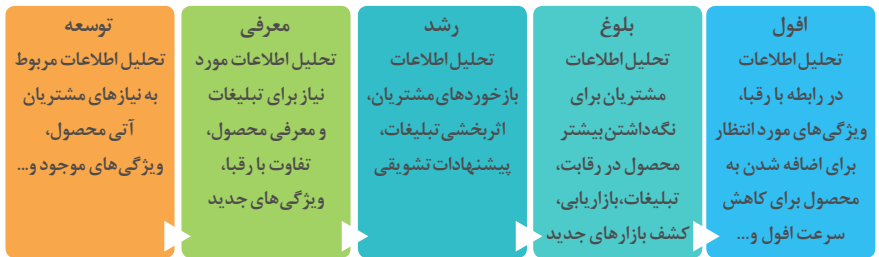 توسعه
تحلیل اطلاعات مربوط
به نیازهای مشتریان
آتی محصول،
ویژگی‌های موجود و...
معرفی
تحلیل اطلاعات مورد
نیاز برای تبلیغات
و معرفی محصول،
تفاوت با رقبا،
ویژگی‌های جدید
رشد
تحلیل اطلاعات
بازخوردهای مشتریان،
اثربخشی تبلیغات،
پیشنهادات تشویقی
بلوغ
تحلیل اطلاعات
مشتریان برای
نگه‌داشتن بیشتر
محصول در رقابت،
تبلیغات، بازاریابی،
کشف بازارهای جدید
افول
تحلیل اطلاعات
در رابطه با رقبا،
ویژگی‌های مورد انتظار
برای اضافه شدن به
محصول برای کاهش
سرعت افول و...